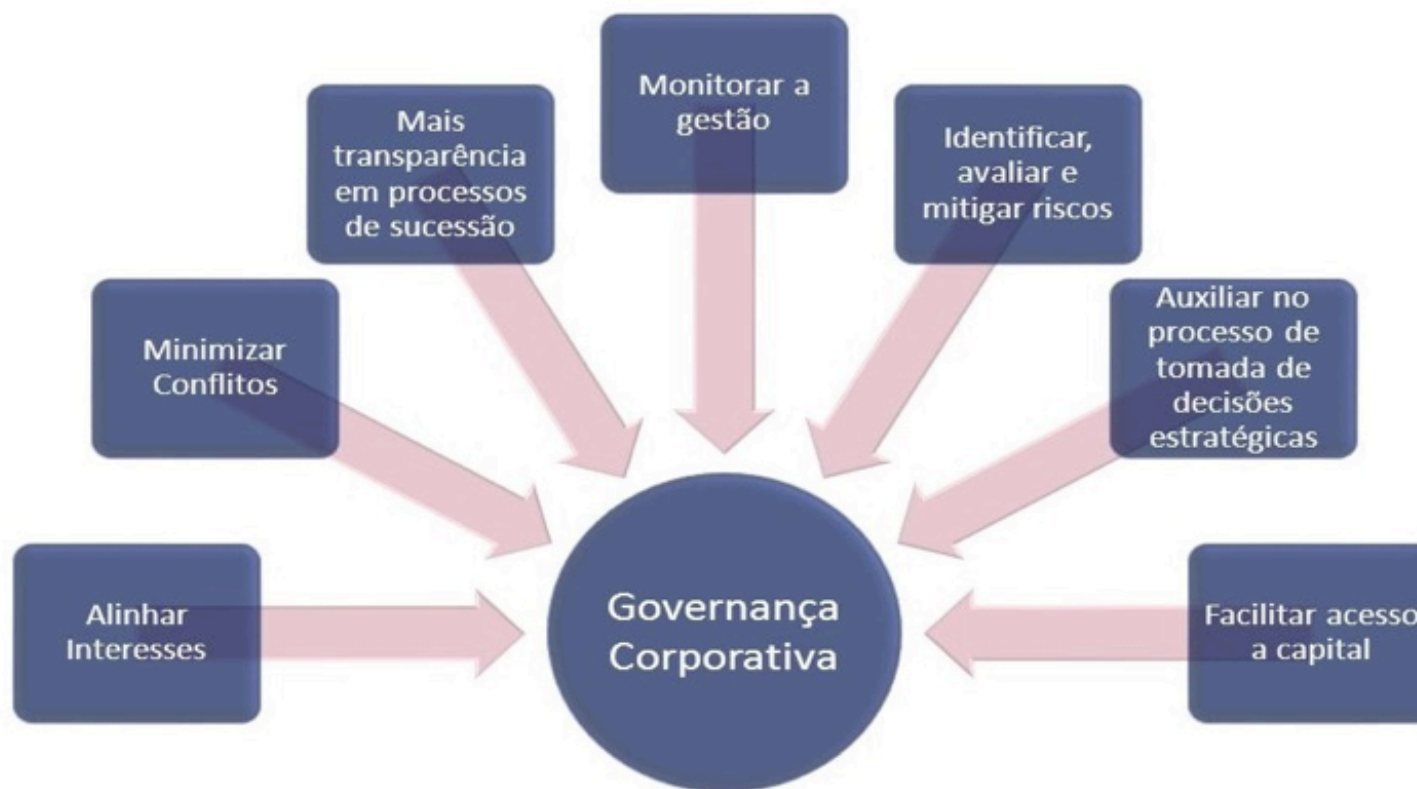 Monitorar a
gestão
Mais
transparência
em processos
de sucessão
Identificar,
avaliar e
mitigar riscos
Minimizar
Conflitos
Auxiliar no
processo de
tomada de
decisões
estratégicas
Alinhar
Interesses
Governança
Corporativa
Facilitar acesso
a capital